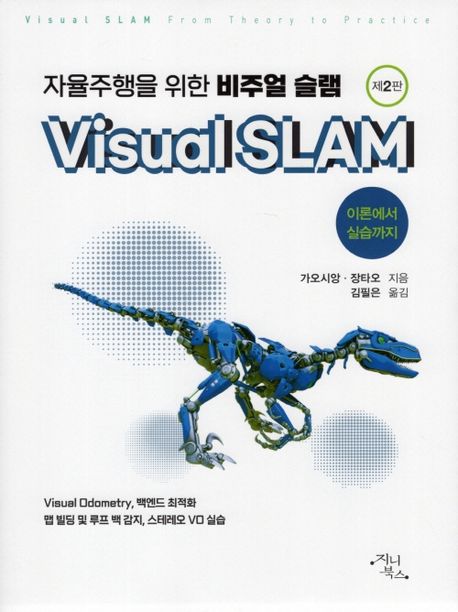 Visual SLAM From Theory to Practice
자율주행을 위한 비주얼 슬램 제2판
Visual SLAM
이론에서
실습까지
가오시앙 · 장타오 지음
김필은 옮김
Visual Odometry, 백엔드 최적화
맵 빌딩 및 루프 백 감지, 스테레오 VO 실습
지니
북스